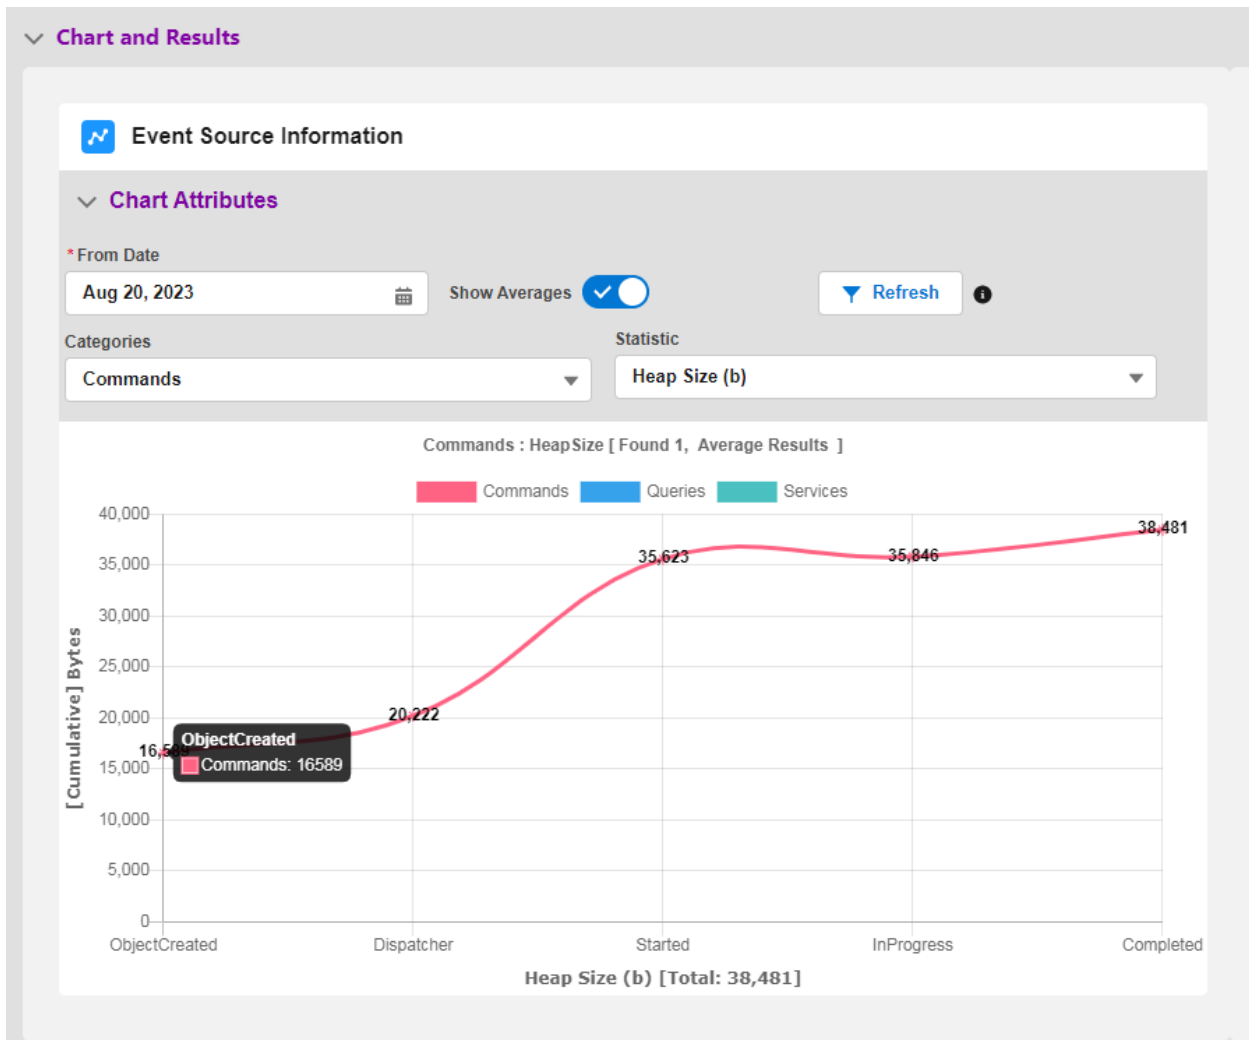 Chart and Results
Event Source Information
Chart Attributes
* From Date
Aug 20, 2023
Show Averages
Refresh
Categories
Statistic
Commands
Heap Size (b)
Commands : HeapSize [ Found 1, Average Results ]
Commands Queries Services
40,000
35,000
30,000
25,000
20,000
15,000
10,000
5,000
0
[Cumulative] Bytes
16,589
20,222
35,623
35,846
38,481
ObjectCreated
Commands: 16589
ObjectCreated Dispatcher Started InProgress Completed
Heap Size (b) [Total: 38,481]